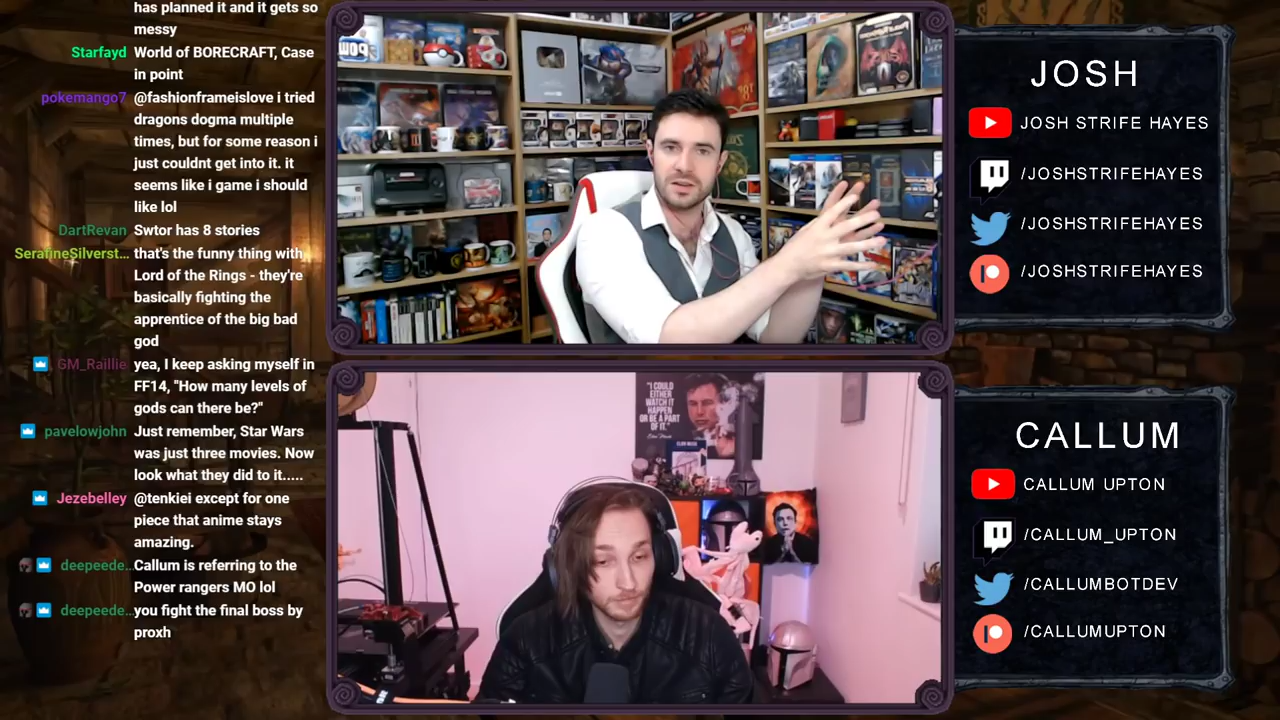 has planned it and it gets so
messy
Starfayd World of BORECRAFT, Case
in point
pokemango7 @fashionframeislove i tried
dragons dogma multiple
times, but for some reason i
just couldnt get into it. it
seems like i game i should
like lol
DartRevan Swtor has 8 stories
SerafineSilverst... that's the funny thing with
Lord of the Rings - they're
basically fighting the
apprentice of the big bad
god
GM_Raillie yea, I keep asking myself in
FF14, "How many levels of
gods can there be?"
pavelowjohn Just remember, Star Wars
was just three movies. Now
look what they did to it.....
Jezebelley @tenkiei except for one
piece that anime stays
amazing.
deepeede... Callum is referring to the
Power rangers MO lol
deepeede... you fight the final boss by
proxh
JOSH
JOSH STRIFE HAYES
/JOSHSTRIFEHAYES
/JOSHSTRIFEHAYES
/JOSHSTRIFEHAYES
"I COULD
EITHER
WATCH IT
HAPPEN
OR BE A PART
OF IT."
CALLUM
CALLUM UPTON
/CALLUM_UPTON
/CALLUMBOTDEV
/CALLUMUPTON